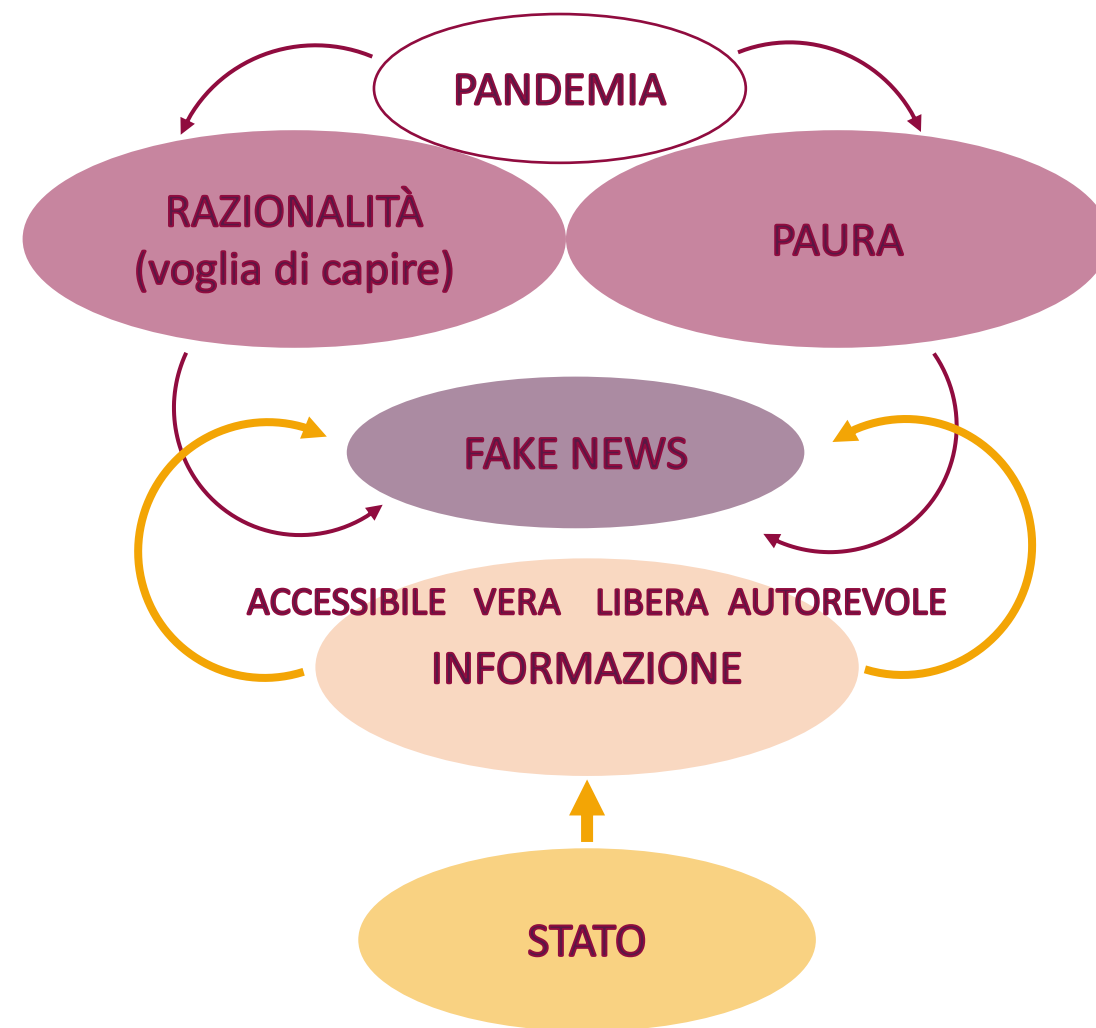 PANDEMIA
RAZIONALITÀ
(voglia di capire)
PAURA
FAKE NEWS
ACCESSIBILE VERA LIBERA AUTOREVOLE
INFORMAZIONE
STATO